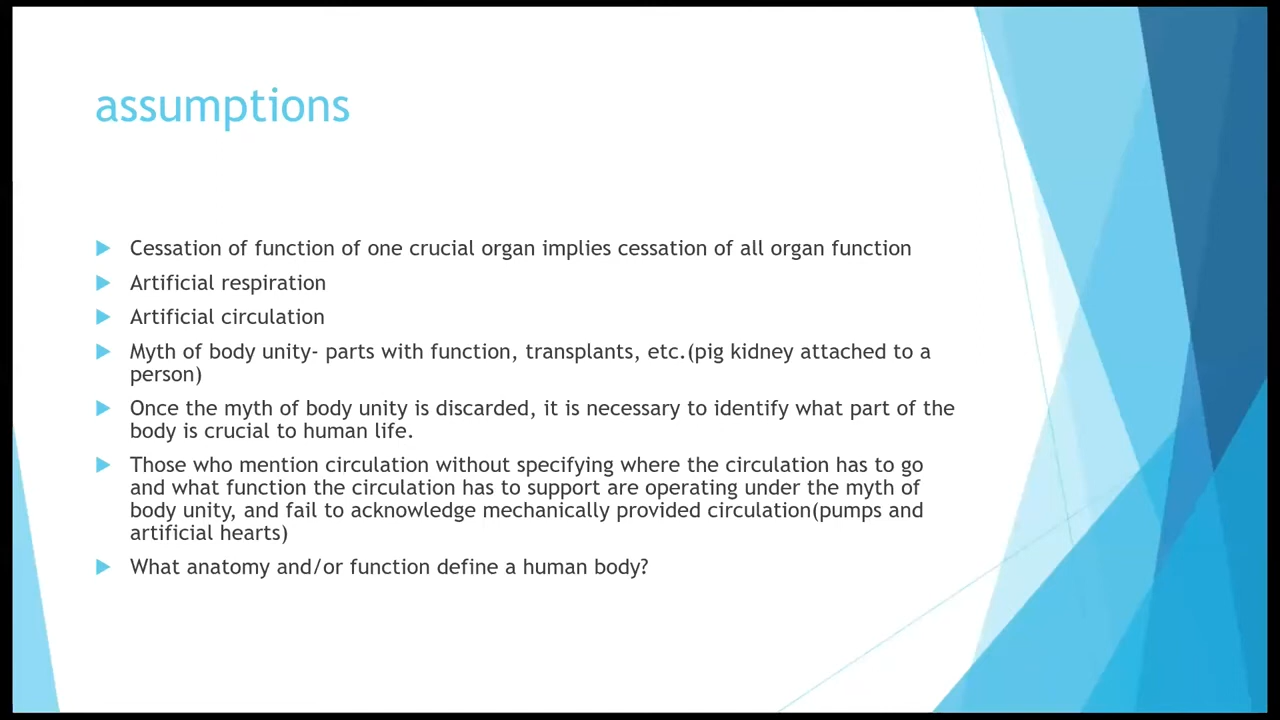 assumptions
Cessation of function of one crucial organ implies cessation of all organ function
Artificial respiration
Artificial circulation
Myth of body unity- parts with function, transplants, etc.(pig kidney attached to a
person)
Once the myth of body unity is discarded, it is necessary to identify what part of the
body is crucial to human life.
Those who mention circulation without specifying where the circulation has to go
and what function the circulation has to support are operating under the myth of
body unity, and fail to acknowledge mechanically provided circulation(pumps and
artificial hearts)
What anatomy and/or function define a human body?